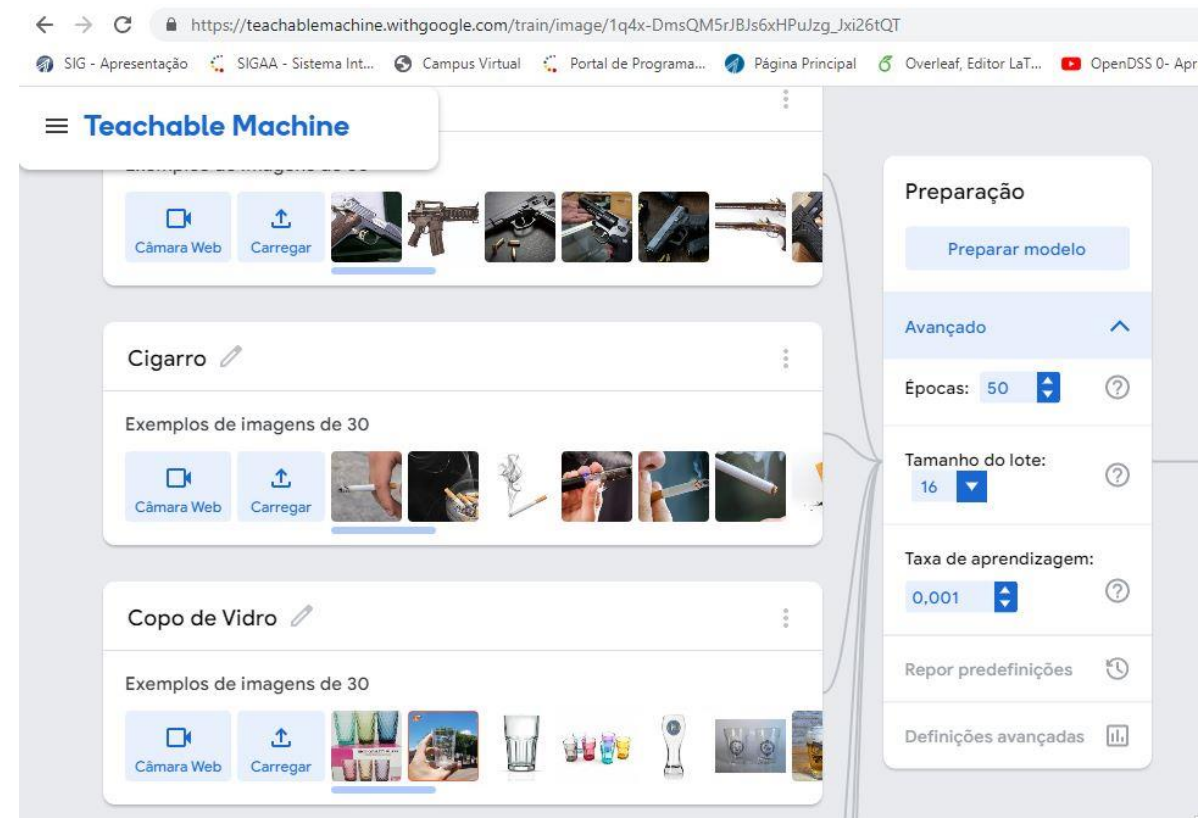 https://teachablemachine.withgoogle.com/train/image/1q4x-DmsQM5rJBJs6xHPuJzg_Jxi26tQT
SIG - Apresentação SIGAA - Sistema Int... Campus Virtual Portal de Programa... Página Principal Overleaf, Editor LaT... OpenDSS 0- Apr
Teachable Machine
Câmara Web Carregar
Cigarro
Exemplos de imagens de 30
Câmara Web Carregar
Copo de Vidro
Exemplos de imagens de 30
Câmara Web Carregar
Preparação
Preparar modelo
Avançado
Épocas: 50
Tamanho do lote:
16
Taxa de aprendizagem:
0,001
Repor predefinições
Definições avançadas